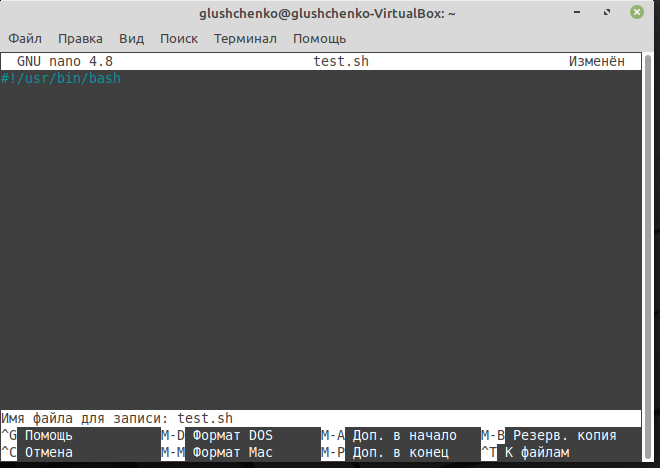 glushchenko@glushchenko-VirtualBox: ~
Файл Правка Вид Поиск Терминал Помощь
GNU nano 4.8 test.sh Изменён
#!/usr/bin/bash
Имя файла для записи: test.sh
^G Помощь M-D Формат DOS M-A Доп. в начало M-B Резерв. копия
^C Отмена M-M Формат Mac M-P Доп. в конец ^T К файлам